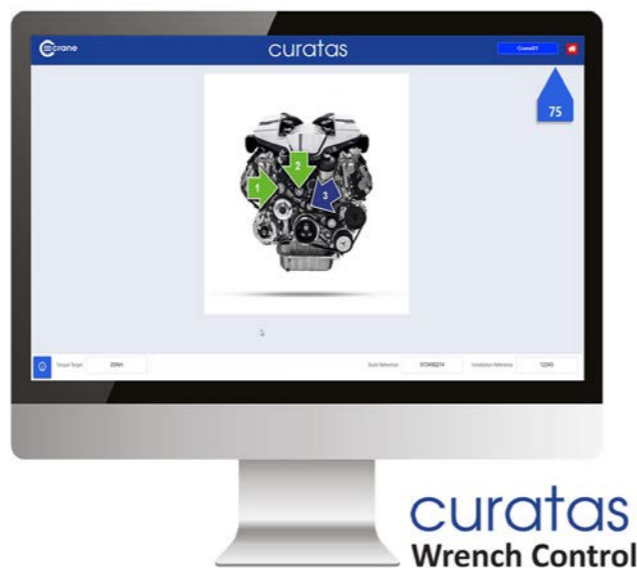 crane
curatas
Crane01
75
2
1
3
Torque Target
20Nm
Build Reference
Installation Reference
12345
curatas
Wrench Control